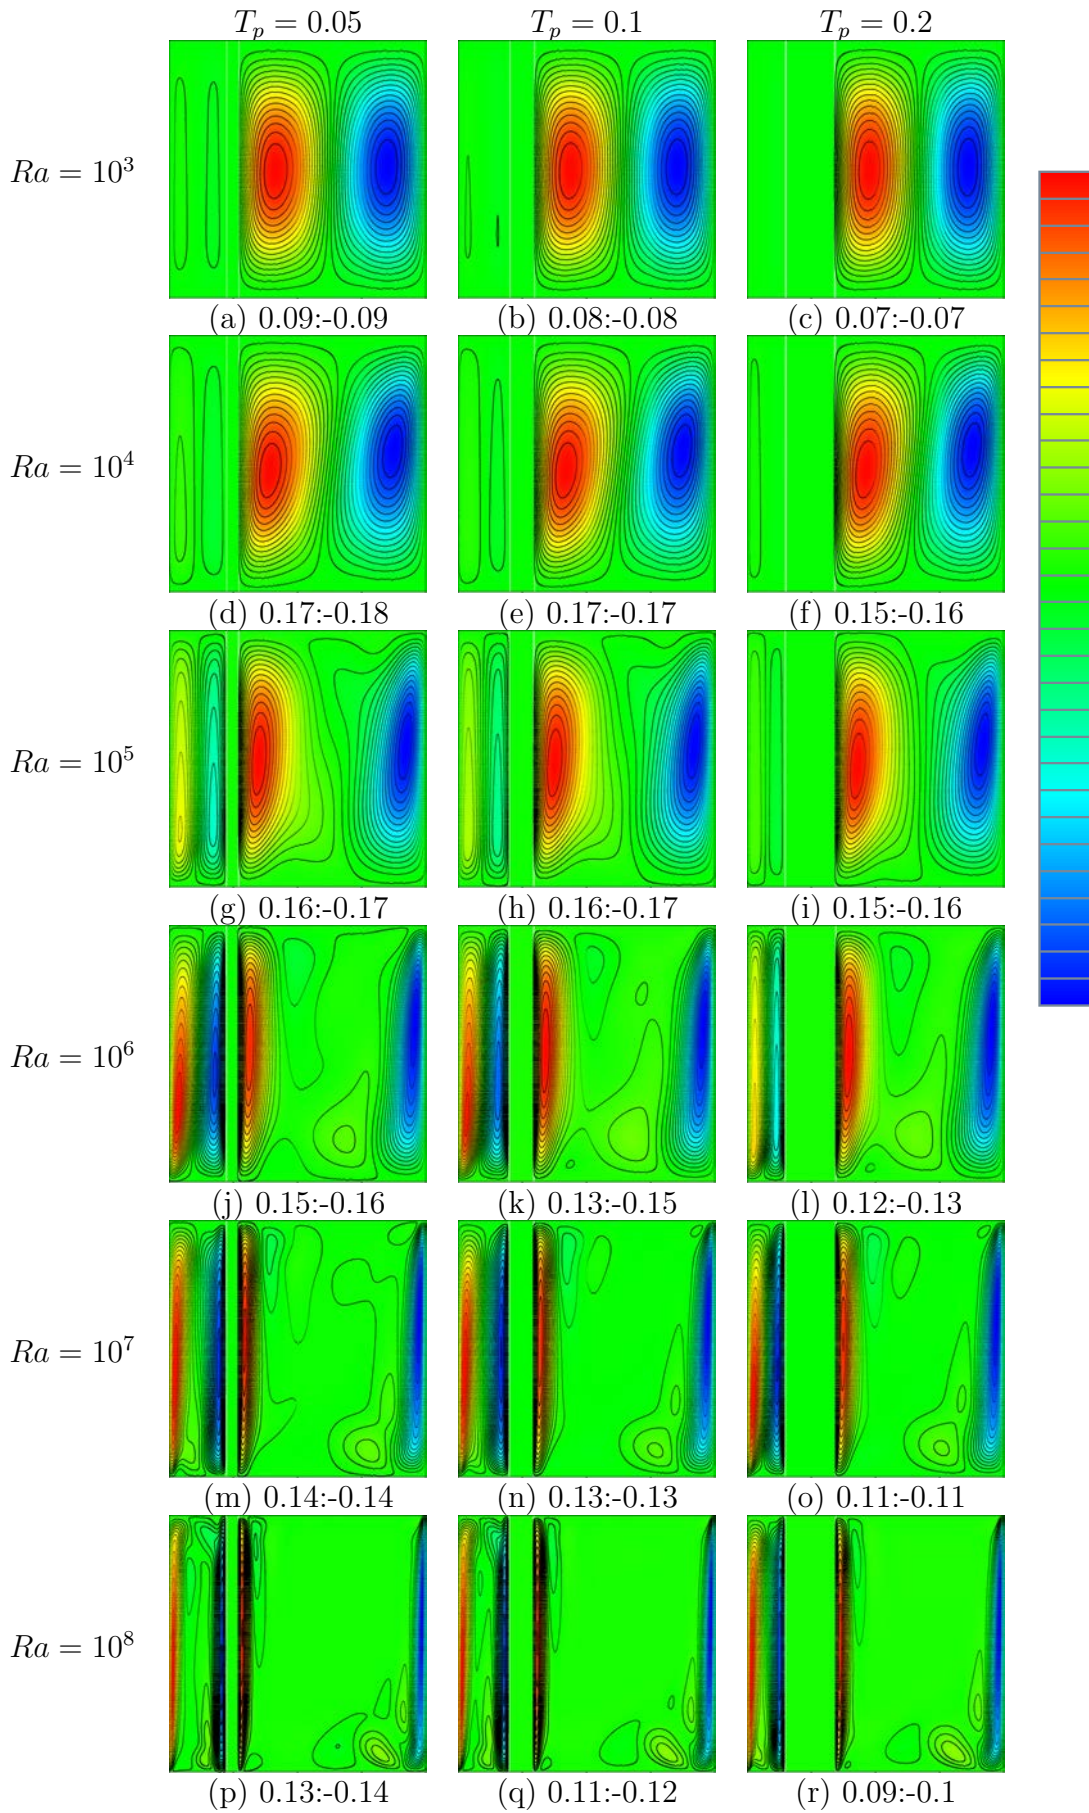 T_p = 0.05 T_p = 0.1 T_p = 0.2
Ra = 10^3
(a) 0.09:-0.09 (b) 0.08:-0.08 (c) 0.07:-0.07
Ra = 10^4
(d) 0.17:-0.18 (e) 0.17:-0.17 (f) 0.15:-0.16
Ra = 10^5
(g) 0.16:-0.17 (h) 0.16:-0.17 (i) 0.15:-0.16
Ra = 10^6
(j) 0.15:-0.16 (k) 0.13:-0.15 (l) 0.12:-0.13
Ra = 10^7
(m) 0.14:-0.14 (n) 0.13:-0.13 (o) 0.11:-0.11
Ra = 10^8
(p) 0.13:-0.14 (q) 0.11:-0.12 (r) 0.09:-0.1